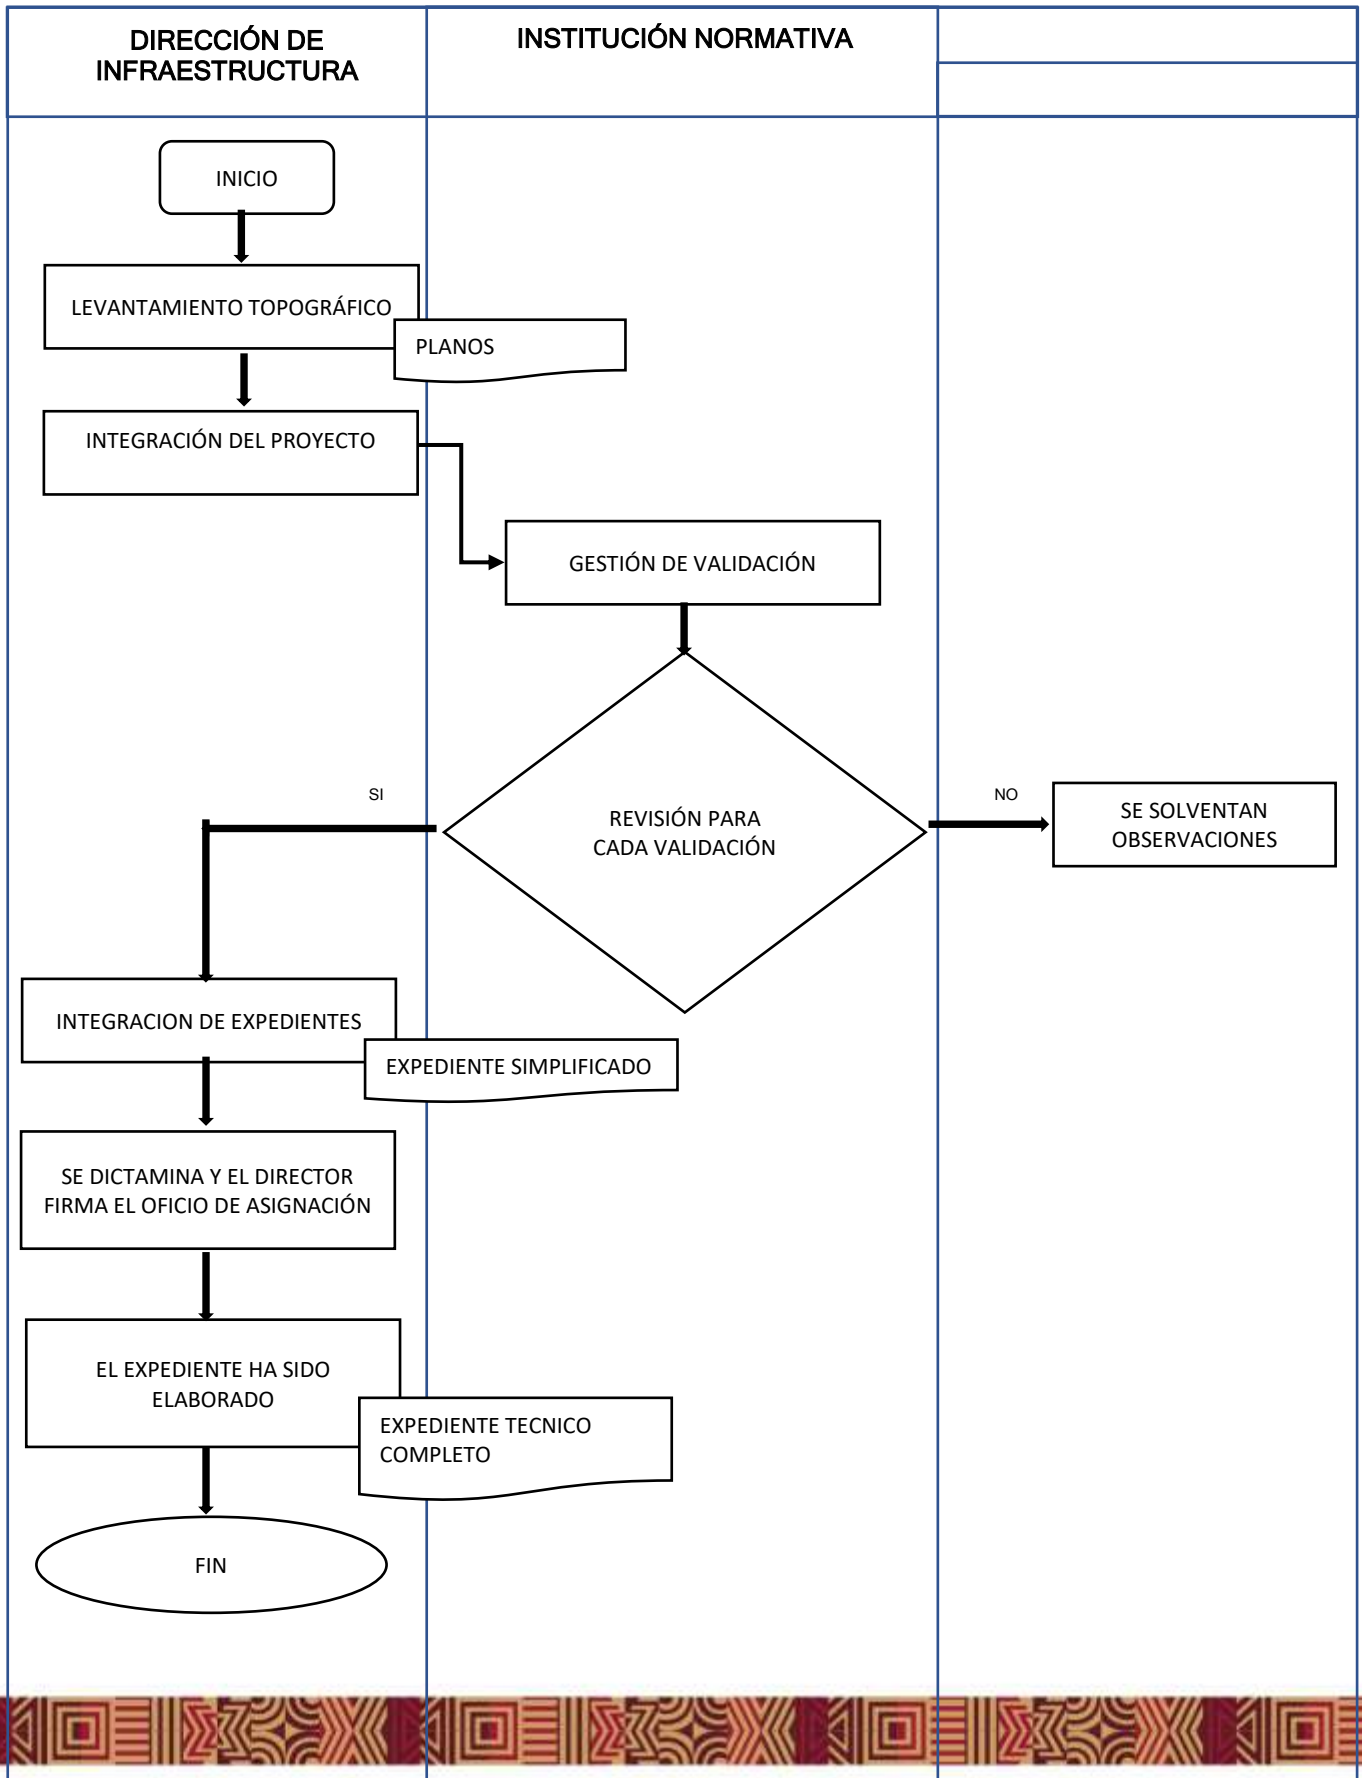 DIRECCIÓN DE
INFRAESTRUCTURA
INSTITUCIÓN NORMATIVA
INICIO
LEVANTAMIENTO TOPOGRÁFICO
PLANOS
INTEGRACIÓN DEL PROYECTO
GESTIÓN DE VALIDACIÓN
SI
REVISIÓN PARA
CADA VALIDACIÓN
NO
SE SOLVENTAN
OBSERVACIONES
INTEGRACION DE EXPEDIENTES
EXPEDIENTE SIMPLIFICADO
SE DICTAMINA Y EL DIRECTOR
FIRMA EL OFICIO DE ASIGNACIÓN
EL EXPEDIENTE HA SIDO
ELABORADO
EXPEDIENTE TECNICO
COMPLETO
FIN